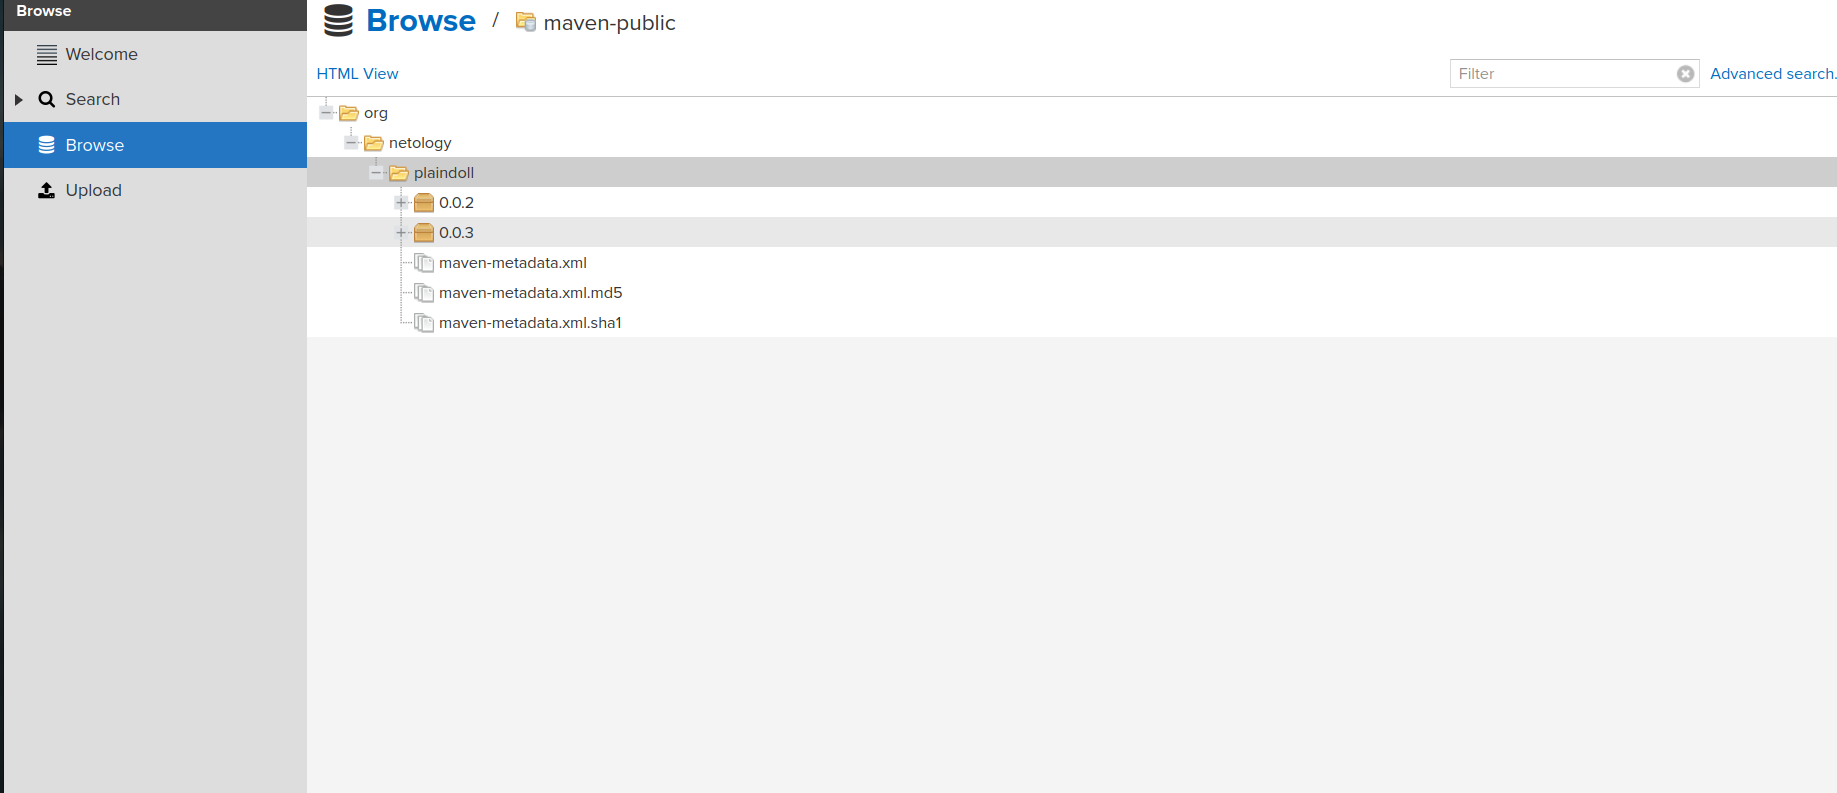 Browse
Welcome
Search
Browse
Upload
Browse / maven-public
HTML View
Filter
Advanced search.
org
netology
plaindoll
0.0.2
0.0.3
maven-metadata.xml
maven-metadata.xml.md5
maven-metadata.xml.sha1